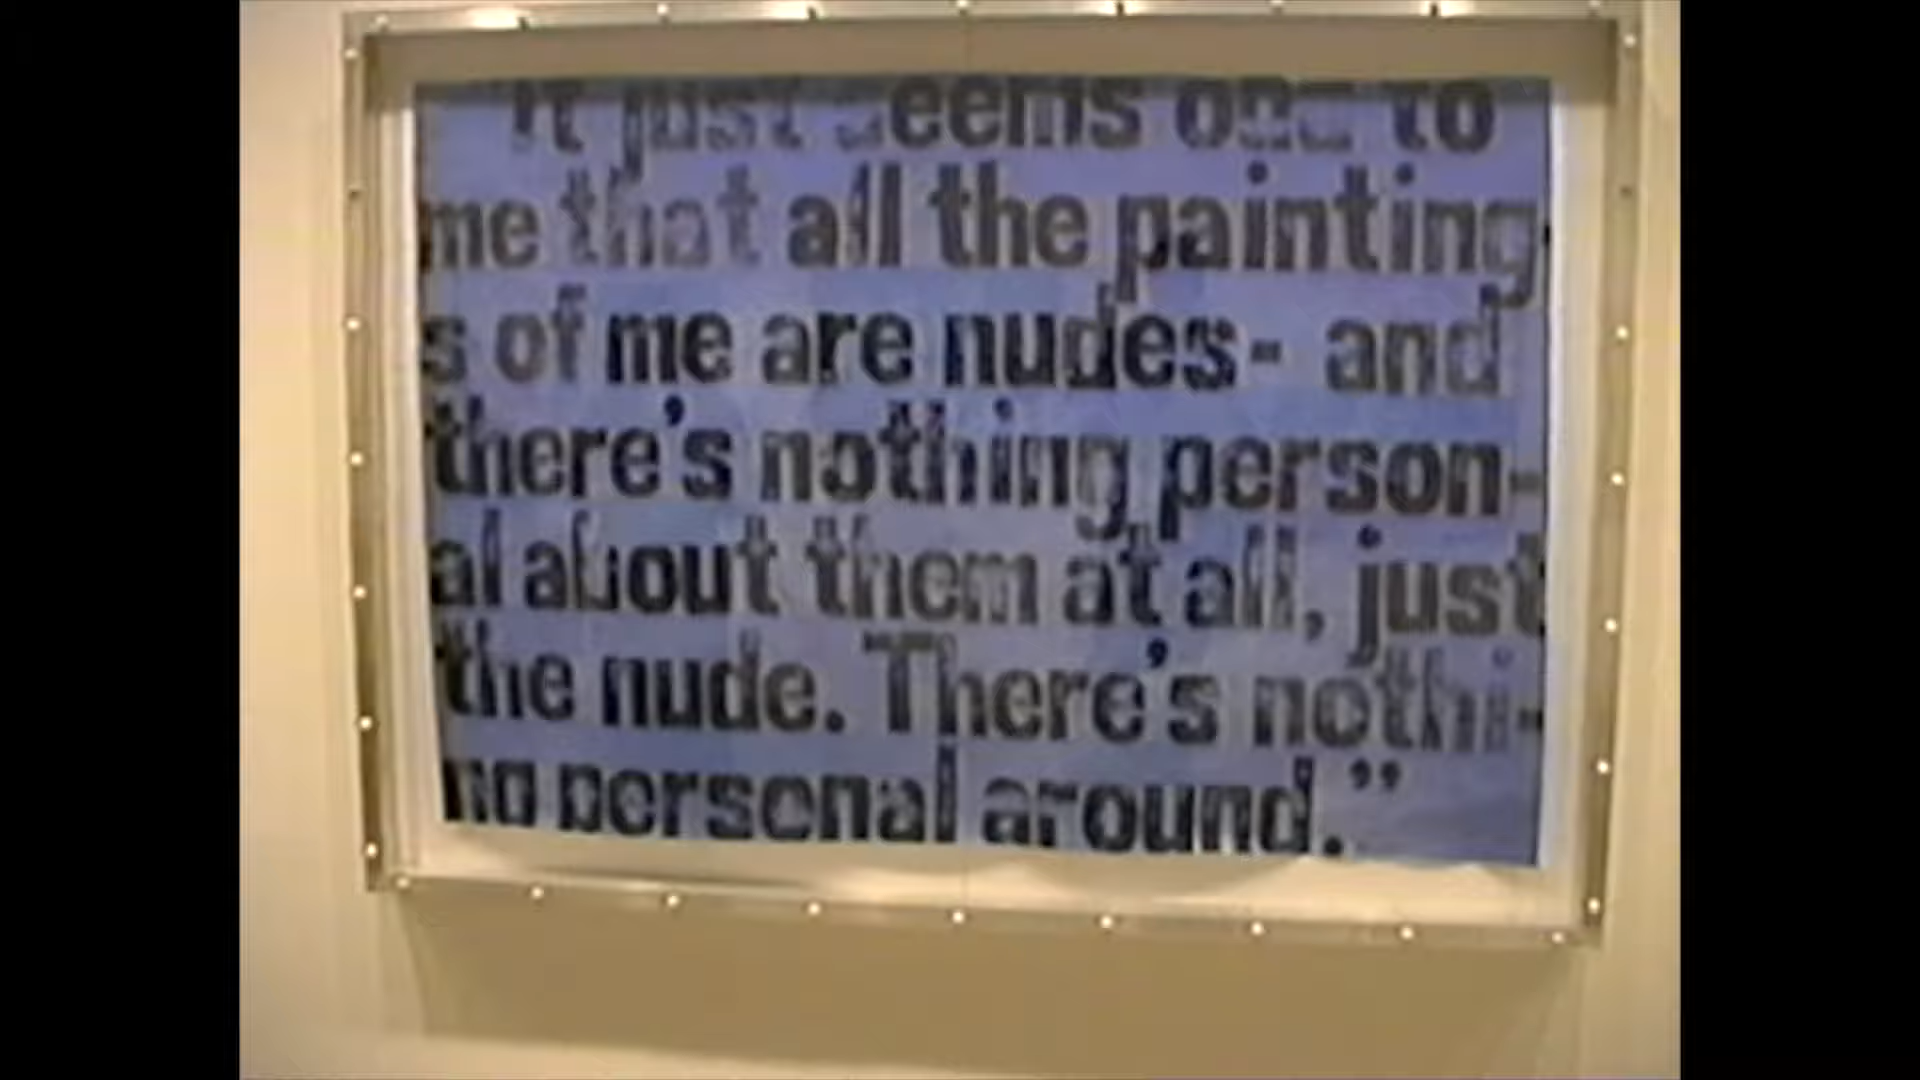 "It just seems odd to
me that all the painting
s of me are nudes- and
there's nothing person-
al about them at all, just
the nude. There's nothi-
ng personal around."